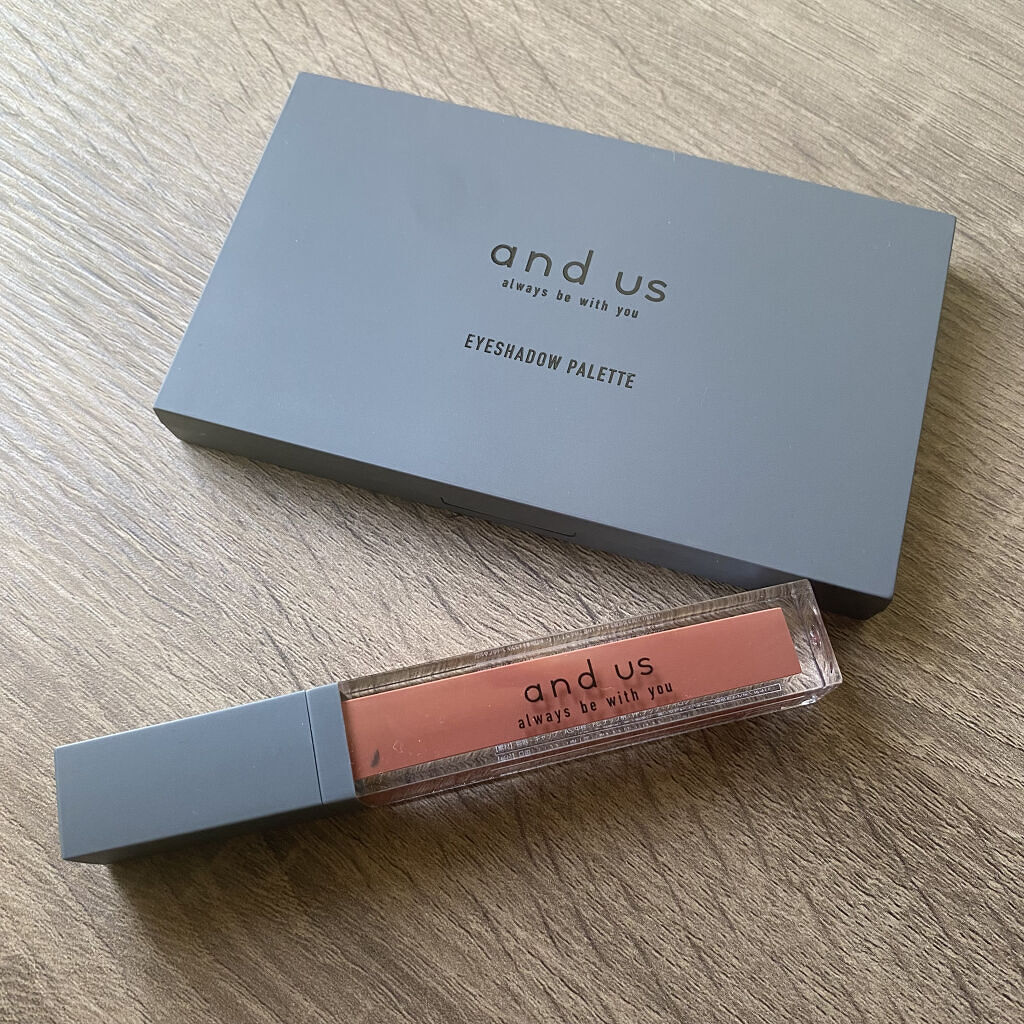 and us
always be with you
EYESHADOW PALETTE
and us
always be with you